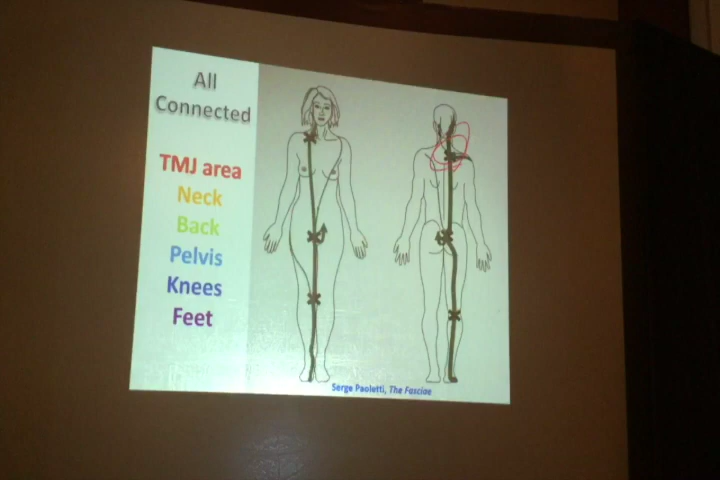 All
Connected
TMJ area
Neck
Back
Pelvis
Knees
Feet
Serge Paoletti, The Fasciae